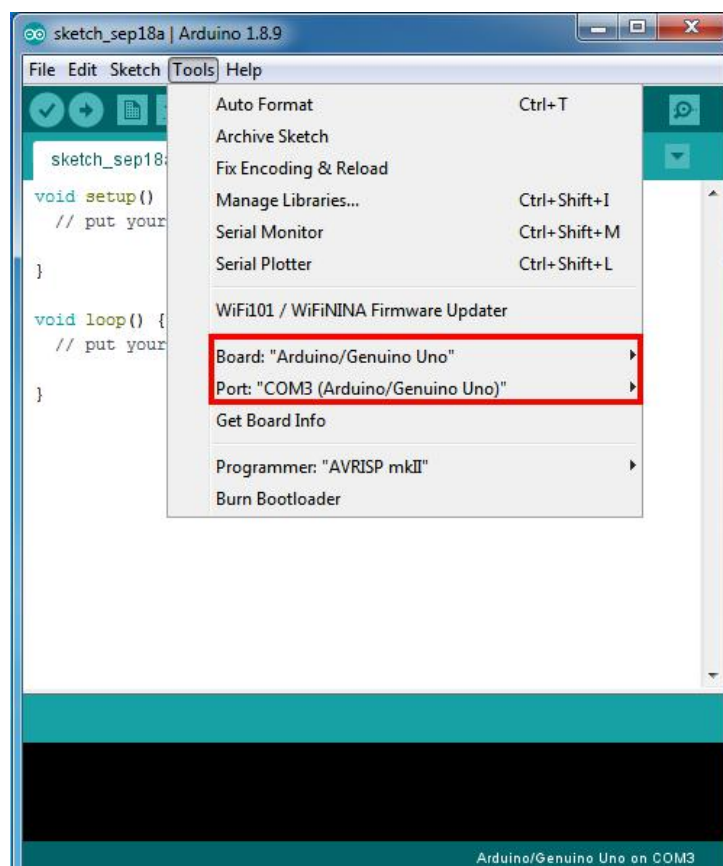 sketch_sep18a | Arduino 1.8.9
File Edit Sketch Tools Help
Auto Format Ctrl+T
Archive Sketch
sketch_sep18a
Fix Encoding & Reload
void setup()
Manage Libraries... Ctrl+Shift+I
// put your
Serial Monitor Ctrl+Shift+M
}
Serial Plotter Ctrl+Shift+L
WiFi101 / WiFiNINA Firmware Updater
void loop() {
// put your
Board: "Arduino/Genuino Uno"
Port: "COM3 (Arduino/Genuino Uno)"
}
Get Board Info
Programmer: "AVRISP mkII"
Burn Bootloader
Arduino/Genuino Uno on COM3